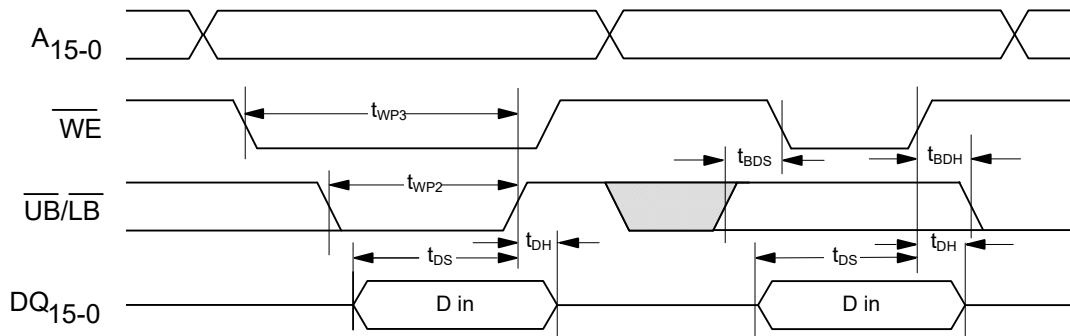 A15-0
WE
tWP3
tBDS
tBDH
UB/LB
tWP2
tDH
tDH
tDS
tDS
DQ15-0
D in
D in